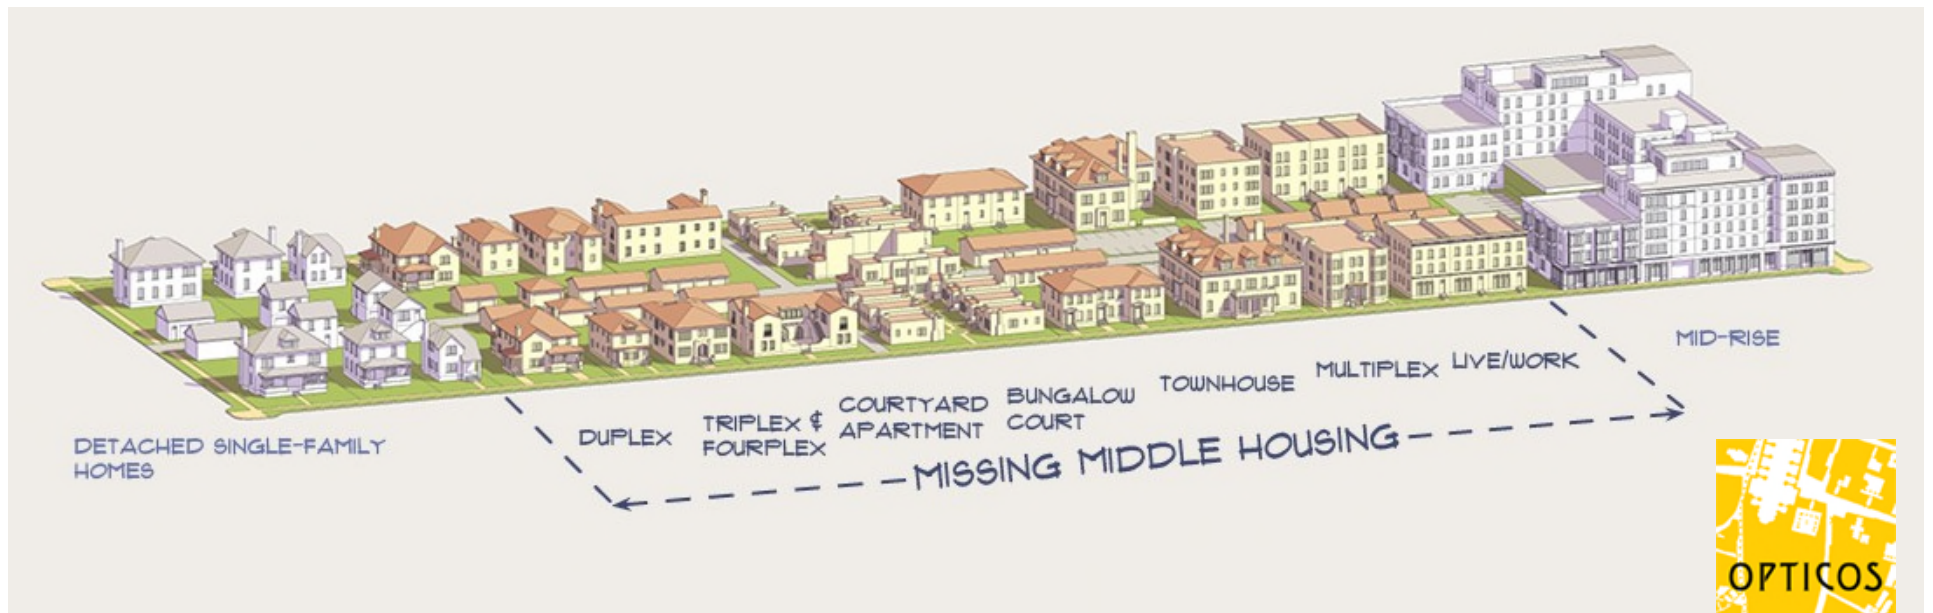 DETACHED SINGLE-FAMILY
HOMES
DUPLEX
TRIPLEX &
FOURPLEX
COURTYARD
APARTMENT
BUNGALOW
COURT
TOWNHOUSE
MULTIPLEX
LIVE/WORK
MID-RISE
MISSING MIDDLE HOUSING
OPTICOS